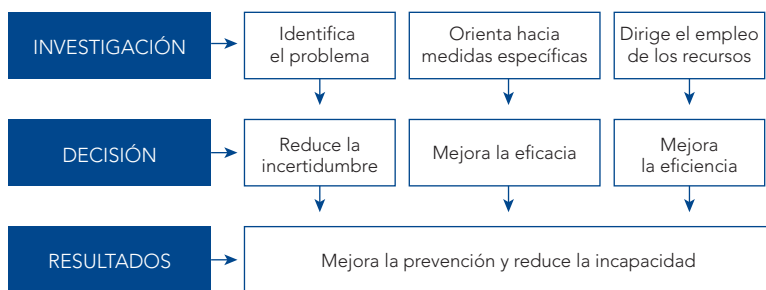 INVESTIGACIÓN
Identifica
el problema
Orienta hacia
medidas específicas
Dirige el empleo
de los recursos
DECISIÓN
Reduce la
incertidumbre
Mejora la eficacia
Mejora
la eficiencia
RESULTADOS
Mejora la prevención y reduce la incapacidad